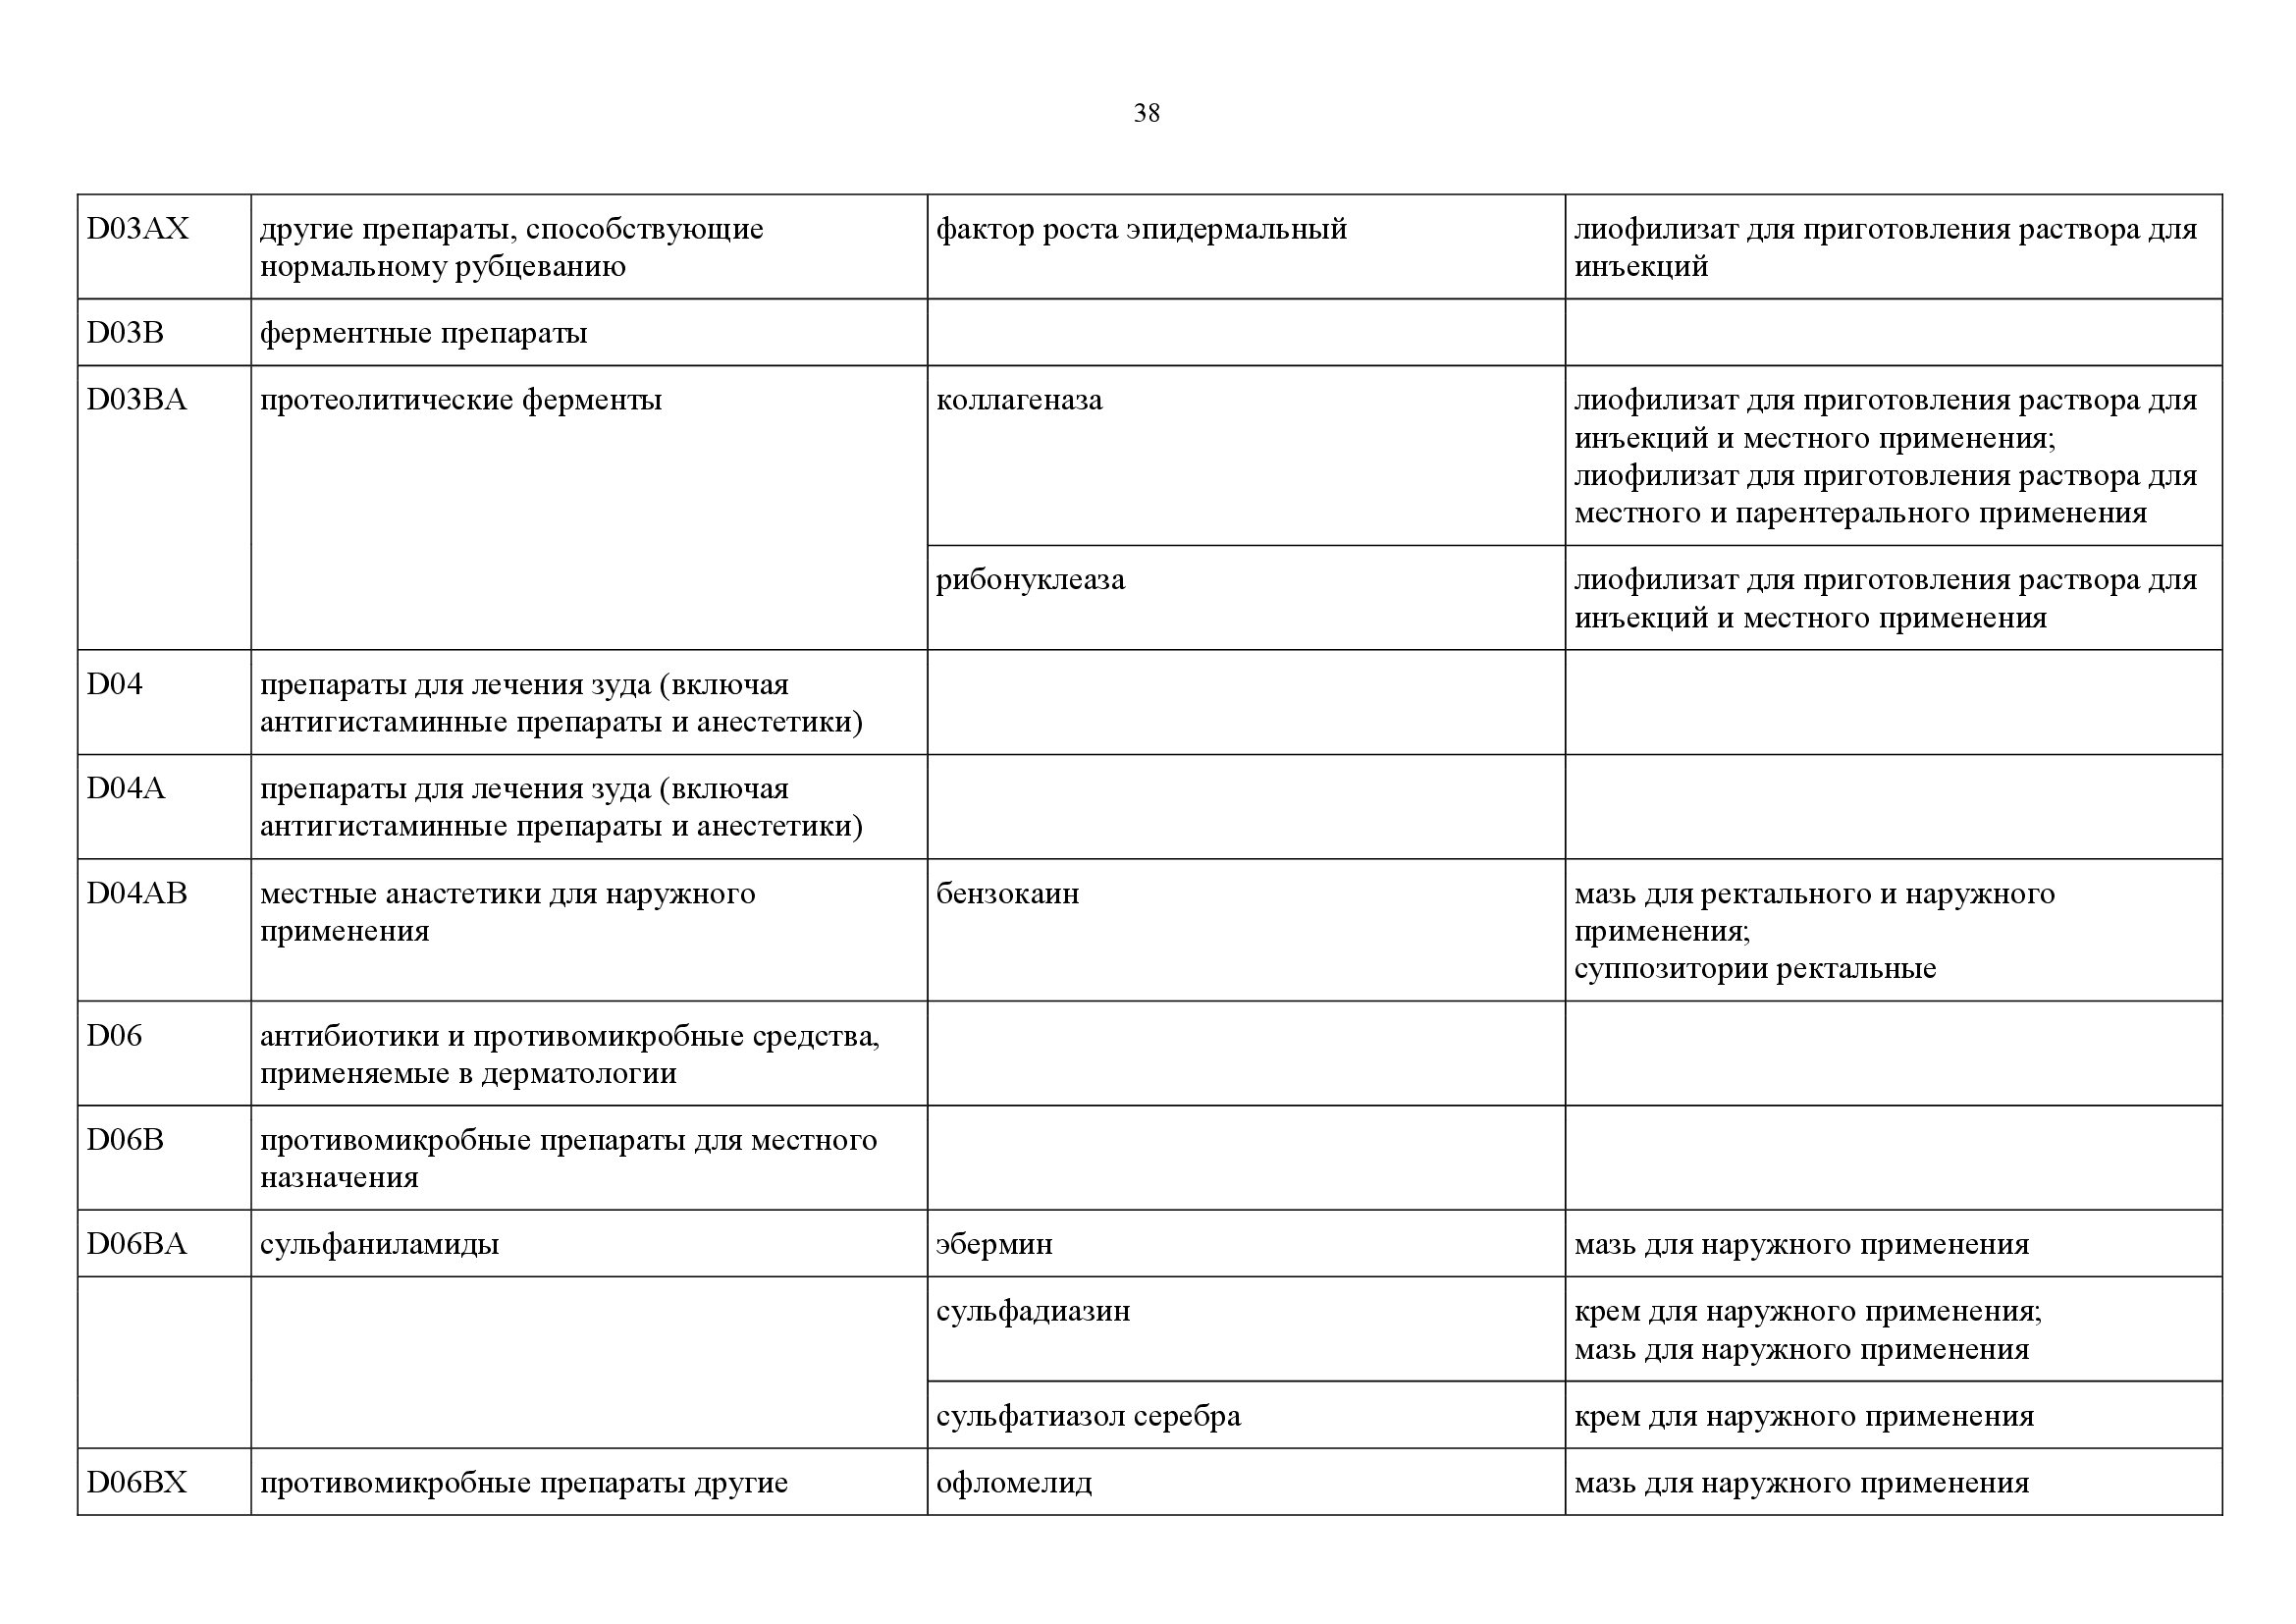 38
D03AX
другие препараты, способствующие
нормальному рубцеванию
фактор роста эпидермальный
лиофилизат для приготовления раствора для
инъекций
D03B
ферментные препараты
D03BA
протеолитические ферменты
коллагеназа
лиофилизат для приготовления раствора для
инъекций и местного применения;
лиофилизат для приготовления раствора для
местного и парентерального применения
рибонуклеаза
лиофилизат для приготовления раствора для
инъекций и местного применения
D04
препараты для лечения зуда (включая
антигистаминные препараты и анестетики)
D04A
препараты для лечения зуда (включая
антигистаминные препараты и анестетики)
D04AB
местные анастетики для наружного
применения
бензокаин
мазь для ректального и наружного
применения;
суппозитории ректальные
D06
антибиотики и противомикробные средства,
применяемые в дерматологии
D06B
противомикробные препараты для местного
назначения
D06BA
сульфаниламиды
эбермин
мазь для наружного применения
сульфадиазин
крем для наружного применения;
мазь для наружного применения
сульфатиазол серебра
крем для наружного применения
D06BX
противомикробные препараты другие
офломелид
мазь для наружного применения